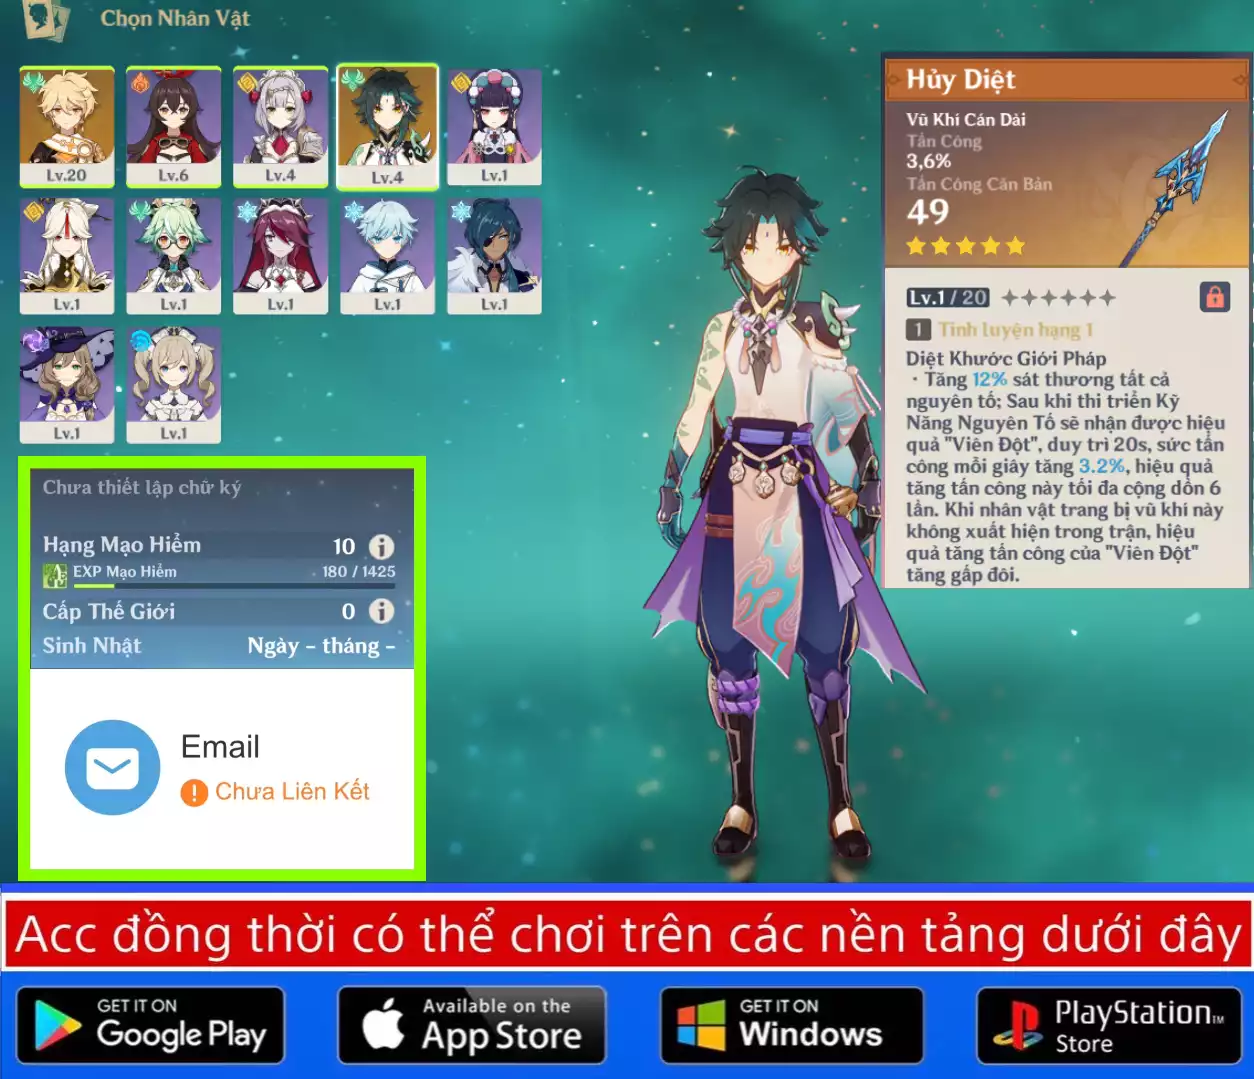 Chọn Nhân Vật
Lv.20
Lv.6
Lv.4
Lv.4
Lv.1
Lv.1
Lv.1
Lv.1
Lv.1
Lv.1
Lv.1
Lv.1
Hủy Diệt
Vũ Khí Cán Dài
Tấn Công
3,6%
Tấn Công Căn Bản
49
Lv.1 / 20
1 Tinh luyện hạng 1
Diệt Khước Giới Pháp
· Tăng 12% sát thương tất cả
nguyên tố; Sau khi thi triển Kỹ
Năng Nguyên Tố sẽ nhận được hiệu
quả "Viên Đột", duy trì 20s, sức tấn
công mỗi giây tăng 3.2%, hiệu quả
tăng tấn công này tối đa cộng dồn 6
lần. Khi nhân vật trang bị vũ khí này
không xuất hiện trong trận, hiệu
quả tăng tấn công của "Viên Đột"
tăng gấp đôi.
Chưa thiết lập chữ ký
Hạng Mạo Hiểm 10
EXP Mạo Hiểm 180 / 1425
Cấp Thế Giới 0
Sinh Nhật Ngày - tháng -
Email
Chưa Liên Kết
Acc đồng thời có thể chơi trên các nền tảng dưới đây
GET IT ON
Google Play
Available on the
App Store
GET IT ON
Windows
PlayStation™
Store